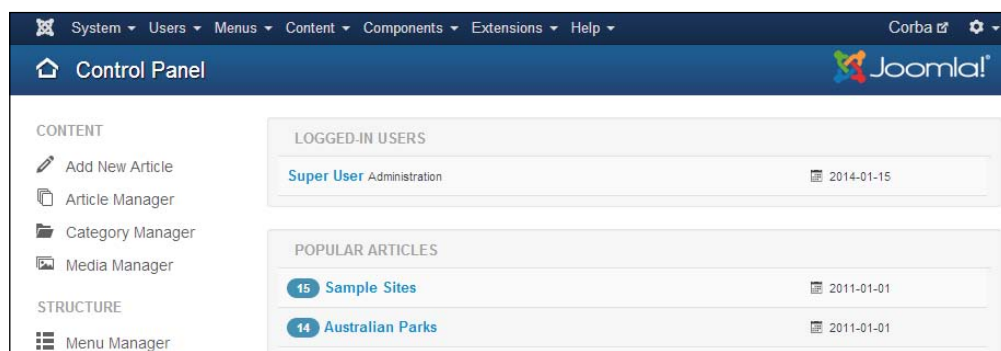 System Users Menus Content Components Extensions Help Corba
Control Panel Joomla!
CONTENT
Add New Article
Article Manager
Category Manager
Media Manager
STRUCTURE
Menu Manager
LOGGED-IN USERS
Super User Administration 2014-01-15
POPULAR ARTICLES
15 Sample Sites 2011-01-01
14 Australian Parks 2011-01-01